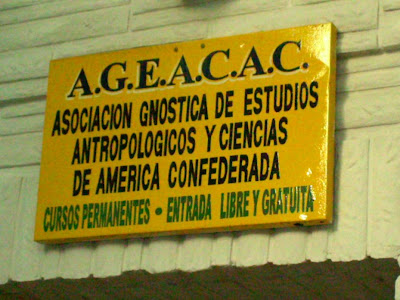 A.G.E.A.C.A.C.
ASOCIACION GNOSTICA DE ESTUDIOS
ANTROPOLOGICOS Y CIENCIAS
DE AMERICA CONFEDERADA
CURSOS PERMANENTES • ENTRADA LIBRE Y GRATUITA